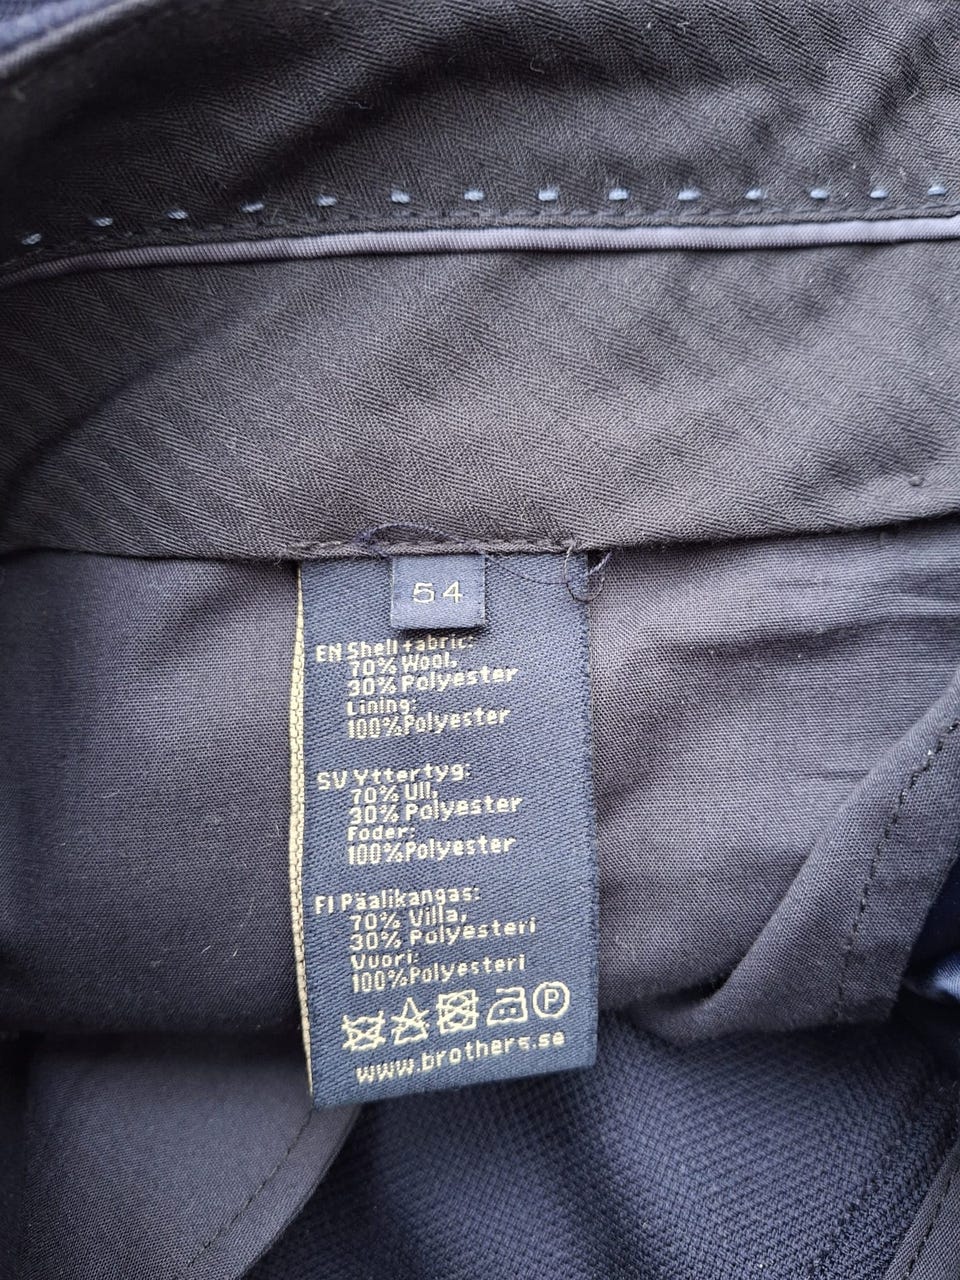 54
EN Shell fabric:
70% Wool,
30% Polyester
Lining:
100%Polyester
SV Yttertyg:
70% Ull,
30% Polyester
Foder:
100%Polyester
FI Päälikangas:
70% Villa,
30% Polyesteri
Vuori:
100%Polyesteri
P
www.brothers.se